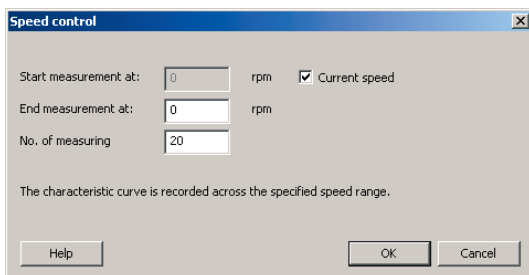 Speed control
Start measurement at: 0 rpm Current speed
End measurement at: 0 rpm
No. of measuring 20
The characteristic curve is recorded across the specified speed range.
Help OK Cancel